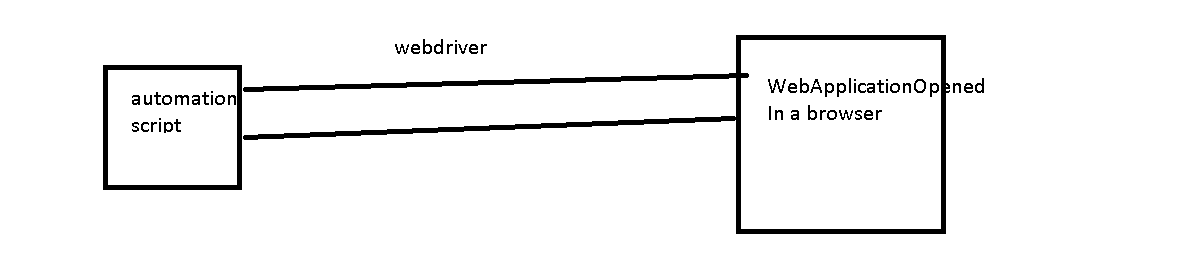 webdriver
automation
script
WebApplicationOpened
In a browser